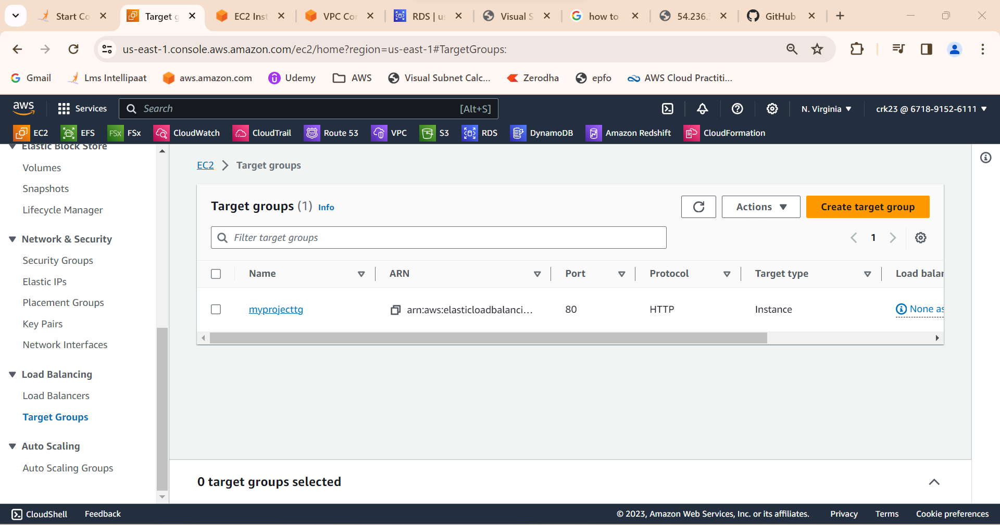 Start Co
Target g
EC2 Inst
VPC Con
RDS | us
Visual S
how to
54.236.
GitHub
us-east-1.console.aws.amazon.com/ec2/home?region=us-east-1#TargetGroups:
Gmail
Lms Intellipaat
aws.amazon.com
Udemy
AWS
Visual Subnet Calc...
Zerodha
epfo
AWS Cloud Practiti...
aws
Services
Search
[Alt+S]
N. Virginia
crk23 @ 6718-9152-6111
EC2
EFS
FSx
FSx
CloudWatch
CloudTrail
53
Route 53
VPC
S3
RDS
DynamoDB
Amazon Redshift
CloudFormation
Elastic Block Store
Volumes
Snapshots
Lifecycle Manager
Network & Security
Security Groups
Elastic IPs
Placement Groups
Key Pairs
Network Interfaces
Load Balancing
Load Balancers
Target Groups
Auto Scaling
Auto Scaling Groups
EC2
Target groups
Target groups (1) Info
Actions
Create target group
Filter target groups
1
Name
ARN
Port
Protocol
Target type
Load balan
myprojecttg
arn:aws:elasticloadbalanci...
80
HTTP
Instance
None as
0 target groups selected
CloudShell
Feedback
© 2023, Amazon Web Services, Inc. or its affiliates.
Privacy
Terms
Cookie preferences